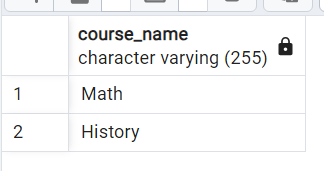 course_name
character varying (255)
1 Math
2 History